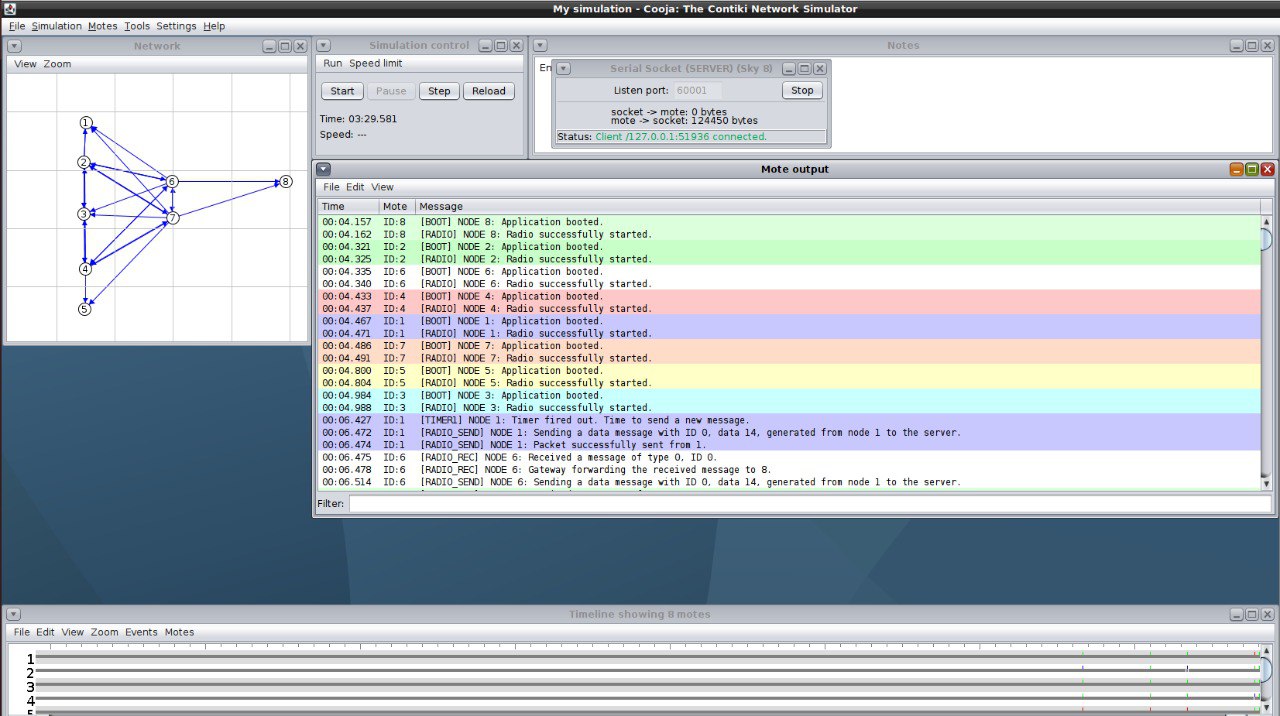 My simulation - Cooja: The Contiki Network Simulator
File Simulation Motes Tools Settings Help
Network
View Zoom
1
2
6
8
3
7
4
5
Simulation control
Run Speed limit
Start Pause Step Reload
Time: 03:29.581
Speed: ---
Notes
En
Serial Socket (SERVER) (Sky 8)
Listen port: 60001 Stop
socket -> mote: 0 bytes
mote -> socket: 124450 bytes
Status: Client /127.0.0.1:51936 connected.
Mote output
File Edit View
Time Mote Message
00:04.157 ID:8 [BOOT] NODE 8: Application booted.
00:04.162 ID:8 [RADIO] NODE 8: Radio successfully started.
00:04.321 ID:2 [BOOT] NODE 2: Application booted.
00:04.325 ID:2 [RADIO] NODE 2: Radio successfully started.
00:04.335 ID:6 [BOOT] NODE 6: Application booted.
00:04.340 ID:6 [RADIO] NODE 6: Radio successfully started.
00:04.433 ID:4 [BOOT] NODE 4: Application booted.
00:04.437 ID:4 [RADIO] NODE 4: Radio successfully started.
00:04.467 ID:1 [BOOT] NODE 1: Application booted.
00:04.471 ID:1 [RADIO] NODE 1: Radio successfully started.
00:04.486 ID:7 [BOOT] NODE 7: Application booted.
00:04.491 ID:7 [RADIO] NODE 7: Radio successfully started.
00:04.800 ID:5 [BOOT] NODE 5: Application booted.
00:04.804 ID:5 [RADIO] NODE 5: Radio successfully started.
00:04.984 ID:3 [BOOT] NODE 3: Application booted.
00:04.988 ID:3 [RADIO] NODE 3: Radio successfully started.
00:06.427 ID:1 [TIMER1] NODE 1: Timer fired out. Time to send a new message.
00:06.472 ID:1 [RADIO_SEND] NODE 1: Sending a data message with ID 0, data 14, generated from node 1 to the server.
00:06.474 ID:1 [RADIO_SEND] NODE 1: Packet successfully sent from 1.
00:06.475 ID:6 [RADIO_REC] NODE 6: Received a message of type 0, ID 0.
00:06.478 ID:6 [RADIO_REC] NODE 6: Gateway forwarding the received message to 8.
00:06.514 ID:6 [RADIO_SEND] NODE 6: Sending a data message with ID 0, data 14, generated from node 1 to the server.
Filter:
Timeline showing 8 motes
File Edit View Zoom Events Motes
1
2
3
4
5